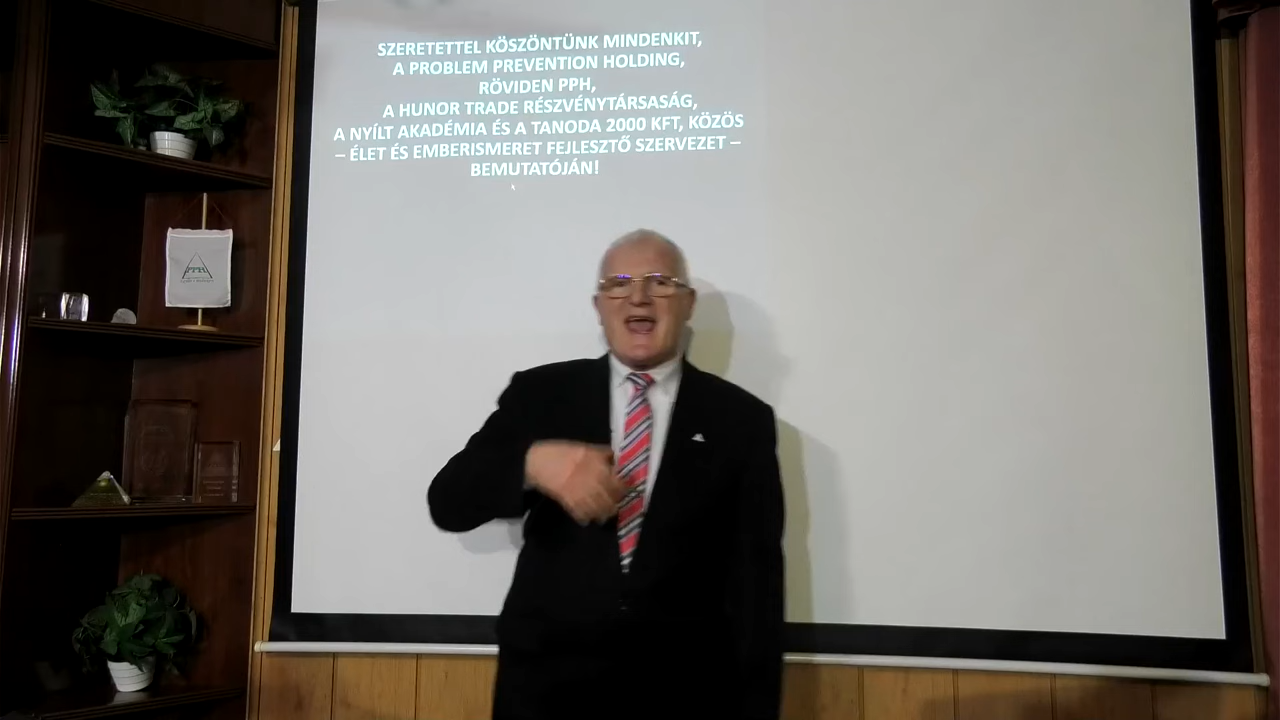 SZERETETTEL KÖSZÖNTÜNK MINDENKIT,
A PROBLEM PREVENTION HOLDING,
RÖVIDEN PPH,
A HUNOR TRADE RÉSZVÉNYTÁRSASÁG,
A NYÍLT AKADÉMIA ÉS A TANODA 2000 KFT, KÖZÖS
– ÉLET ÉS EMBERISMERET FEJLESZTŐ SZERVEZET –
BEMUTATÓJÁN!
PPH